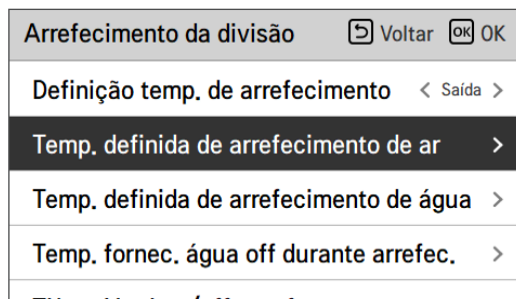 Arrefecimento da divisão Voltar OK OK
Definição temp. de arrefecimento < Saída >
Temp. definida de arrefecimento de ar >
Temp. definida de arrefecimento de água >
Temp. fornec. água off durante arrefec. >